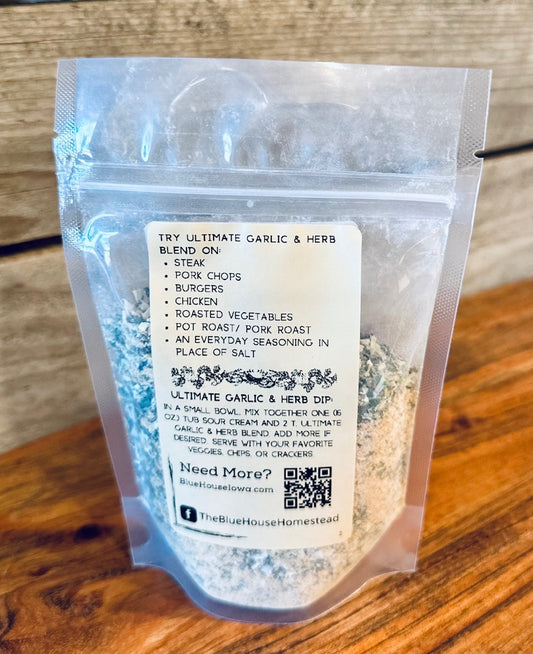 TRY ULTIMATE GARLIC & HERB
BLEND ON:
• STEAK
• PORK CHOPS
• BURGERS
• CHICKEN
• ROASTED VEGETABLES
• POT ROAST/ PORK ROAST
• AN EVERYDAY SEASONING IN
PLACE OF SALT
ULTIMATE GARLIC & HERB DIP:
IN A SMALL BOWL, MIX TOGETHER ONE (16
OZ.) TUB SOUR CREAM AND 2 T. ULTIMATE
GARLIC & HERB BLEND. ADD MORE IF
DESIRED. SERVE WITH YOUR FAVORITE
VEGGIES, CHIPS, OR CRACKERS.
Need More?
BlueHouseIowa.com
f TheBlueHouseHomestead